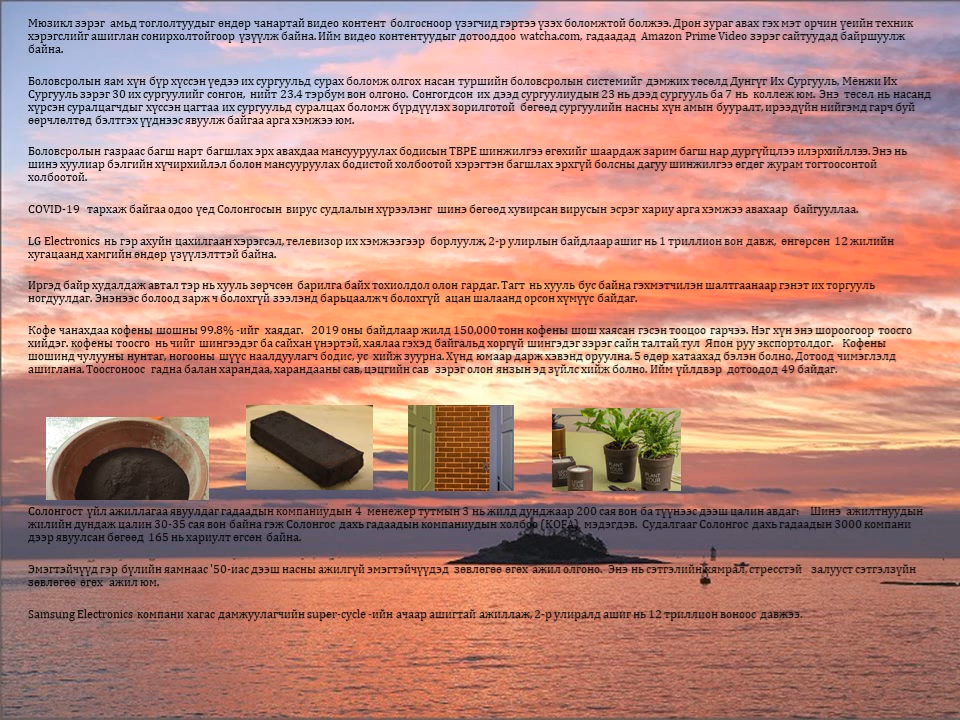 Мюзикл зэрэг амьд тоглолтуудыг өндөр чанартай видео контент болгосноор үзэгчид гэртээ үзэх боломжтой болжээ. Дрон зураг авах гэх мэт орчин үеийн техник
хэрэгслийг ашиглан сонирхолтойгоор үзүүлж байна. Ийм видео контентуудыг дотооддоо watcha.com, гадаадад Amazon Prime Video зэрэг сайтуудад байршуулж
байна.
Боловсролын яам хүн бүр хүссэн үедээ их сургуульд сурах боломж олгох насан туршийн боловсролын системийг дэмжих төсөлд Дунгүг Их Сургууль. Мёнжи Их
Сургууль зэрэг 30 их сургуулийг сонгон, нийт 23.4 тэрбум вон олгоно. Сонгогдсон их дээд сургуулиудын 23 нь дээд сургууль ба 7 нь коллеж юм. Энэ төсөл нь насанд
хүрсэн суралцагчдыг хүссэн цагтаа их сургуульд суралцах боломж бүрдүүлэх зорилготой бөгөөд сургуулийн насны хүн амын бууралт, ирээдүйн нийгэмд гарч буй
өөрчлөлтөд бэлтгэх үүднээс явуулж байгаа арга хэмжээ юм.
Боловсролын газраас багш нарт багшлах эрх авахдаа мансууруулах бодисын TBPE шинжилгээ өгөхийг шаардаж зарим багш нар дургүйцлээ илэрхийллээ. Энэ нь
шинэ хуулиар бэлгийн хүчирхийлэл болон мансууруулах бодистой холбоотой хэрэгтэн багшлах эрхгүй болсны дагуу шинжилгээ өгдөг журам тогтоосонтой
холбоотой.
COVID-19 тархаж байгаа одоо үед Солонгосын вирус судлалын хүрээлэнг шинэ бөгөөд хувирсан вирусын эсрэг хариу арга хэмжээ авахаар байгууллаа.
LG Electronics нь гэр ахуйн цахилгаан хэрэгсэл, телевизор их хэмжээгээр борлуулж, 2-р улирлын байдлаар ашиг нь 1 триллион вон давж, өнгөрсөн 12 жилийн
хугацаанд хамгийн өндөр үзүүлэлттэй байна.
Иргэд байр худалдаж автал тэр нь хууль зөрчсөн барилга байх тохиолдол олон гардаг. Тагт нь хууль бус байна гэхмэтчилэн шалтгаанаар гэнэт их торгууль
ногдуулдаг. Энэнээс болоод зарж ч болохгүй зээлэнд барьцаалж ч болохгүй ацан шалаанд орсон хүмүүс байдаг.
Кофе чанахдаа кофены шошны 99.8% -ийг хаядаг. 2019 оны байдлаар жилд 150,000 тонн кофены шош хаясан гэсэн тооцоо гарчээ. Нэг хүн энэ шороогоор тоосго
хийдэг. кофены тоосго нь чийг шингээдэг ба сайхан үнэртэй, хаялаа гэхэд байгальд хоргүй шингэдэг зэрэг сайн талтай тул Япон руу экспортолдог. Кофены
шошинд чулууны нунтаг, ногооны шүүс наалдуулагч бодис, ус хийж зуурна. Хүнд юмаар дарж хэвэнд оруулна. 5 өдөр хатаахад бэлэн болно. Дотоод чимэглэлд
ашиглана. Тоосгоноос гадна балан харандаа, харандааны сав, цэцгийн сав зэрэг олон янзын эд зүйлс хийж болно. Ийм үйлдвэр дотоодод 49 байдаг.
Солонгост үйл ажиллагаа явуулдаг гадаадын компаниудын 4 менежер тутмын 3 нь жилд дунджаар 200 сая вон ба түүнээс дээш цалин авдаг. Шинэ ажилтнуудын
жилийн дундаж цалин 30-35 сая вон байна гэж Солонгос дахь гадаадын компаниудын холбоо (KOFA) мэдэгдэв. Судалгааг Солонгос дахь гадаадын 3000 компани
дээр явуулсан бөгөөд 165 нь хариулт өгсөн байна.
Эмэгтэйчүүд гэр бүлийн яамнаас '50-иас дээш насны ажилгүй эмэгтэйчүүдэд зөвлөгөө өгөх ажил олгоно. Энэ нь сэтгэлийн хямрал, стресстэй залууст сэтгэлзүйн
зөвлөгөө өгөх ажил юм.
Samsung Electronics компани хагас дамжуулагчийн super-cycle -ийн ачаар ашигтай ажиллаж, 2-р улиралд ашиг нь 12 триллион воноос давжээ.